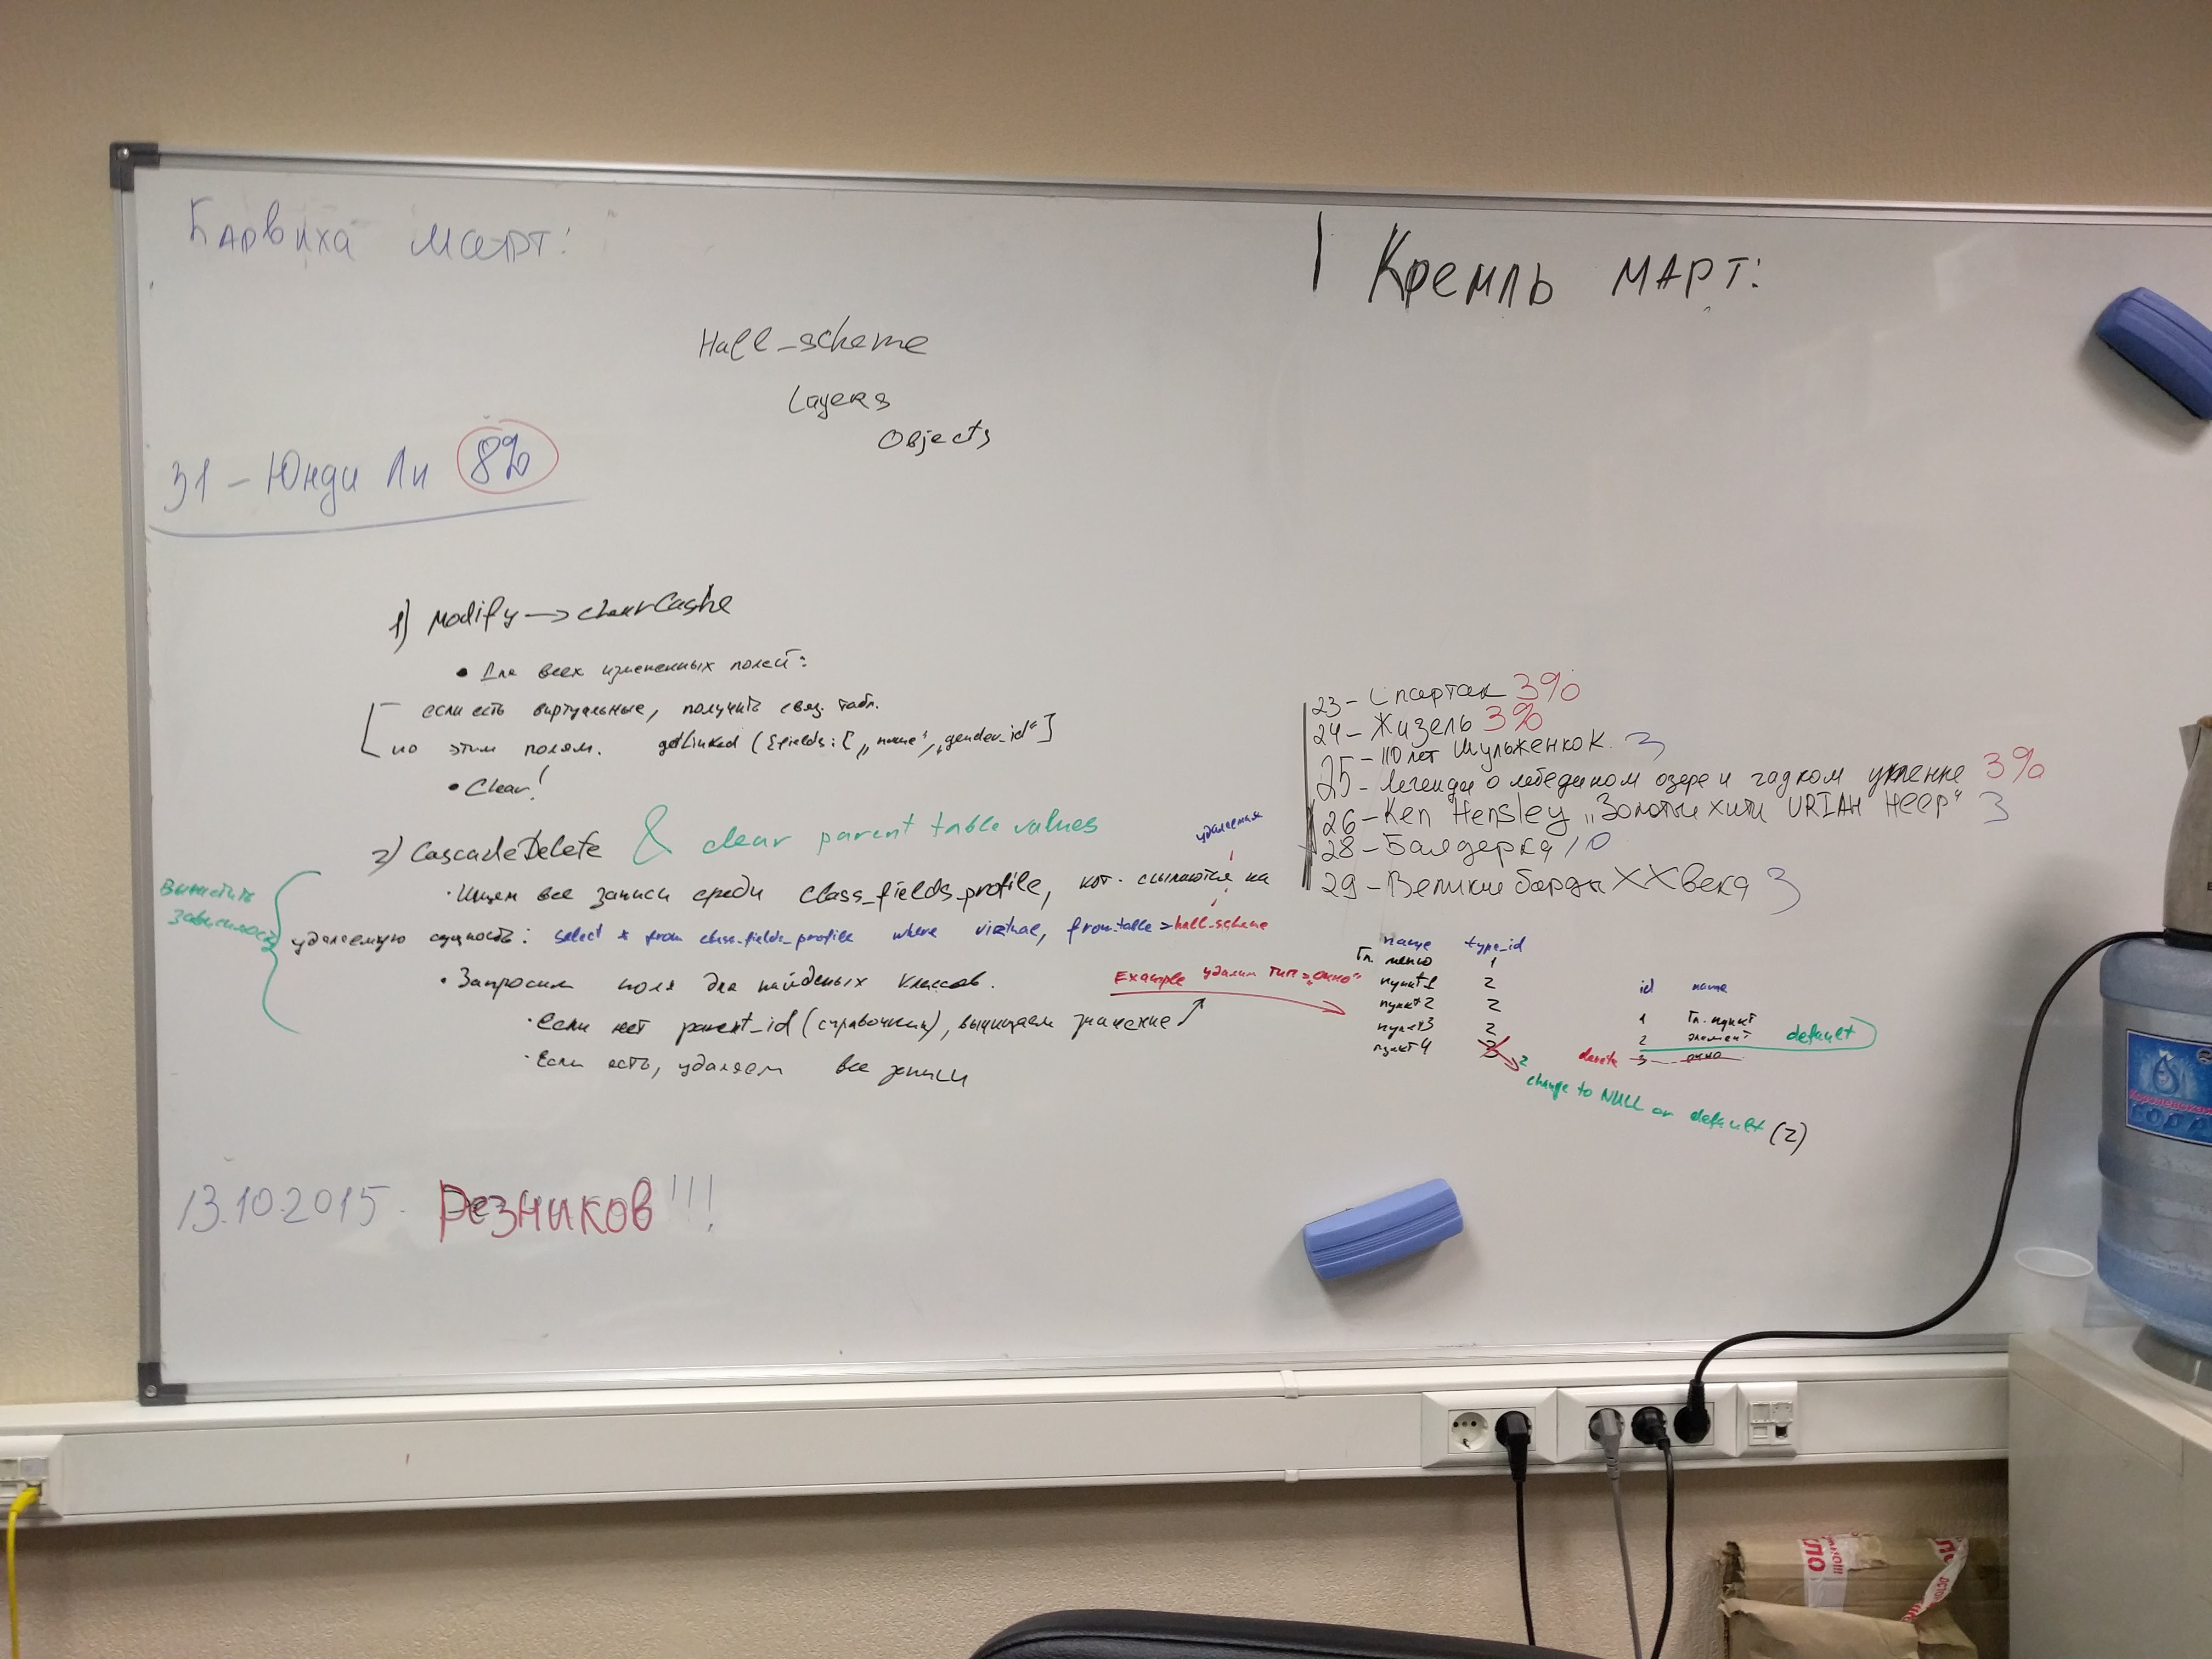 Барвиха март:
Hall_scheme
Layers
Objects
31 - Юнди Ли 8%
1) Modify → clearCashe
• Для всех измененных полей:
если есть виртуальные, получить связ. табл.
по этим полям. getLinked ({fields: [„name", „gender_id"]
• Clear!
2) CascadeDelete & clear parent table values
удаляемая
• Ищем все записи среди class_fields_profile, кот. ссылаются на
удаляемую сущность: select * from class_fields_profile where virtual, from_table = hall_scheme
• Запросим поля для найденых классов.
• если нет parent_id (справочник), вычищаем значение
• Если есть, удаляем все записи
13.10.2015. Резников!!!
Кремль март:
23 - Спартак 3%
24 - Жизель 3%
25 - 110 лет Шульженко К. 3
25 - Легенды о лебедином озере и гадком утенке 3%
26 - Ken Hensley „Золотые хиты URIAH HEEP" 3
28 - Баядерка 10
29 - Великие барды XX века 3
name type_id
Гл. меню 1
пункт 1 2
пункт 2 2
пункт 3 2
пункт 4 3 2
Example удалим тип = „окно"
id name
1 Гл. пункт
2 элемент default
delete 3 окно
change to NULL or default (2)
Королевская
ВОДА